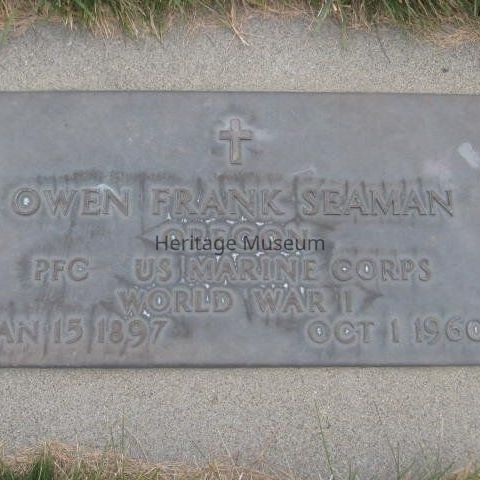 OWEN FRANK SEAMAN
OREGON
Heritage Museum
PFC US MARINE CORPS
WORLD WAR I
AN 15 1897 OCT 1 1960